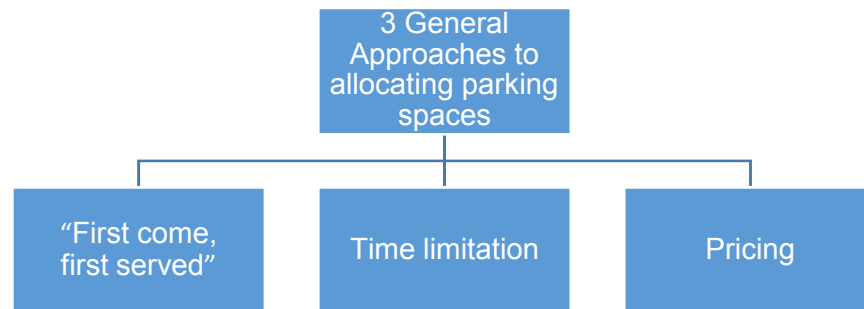 3 General
Approaches to
allocating parking
spaces
“First come,
first served”
Time limitation
Pricing